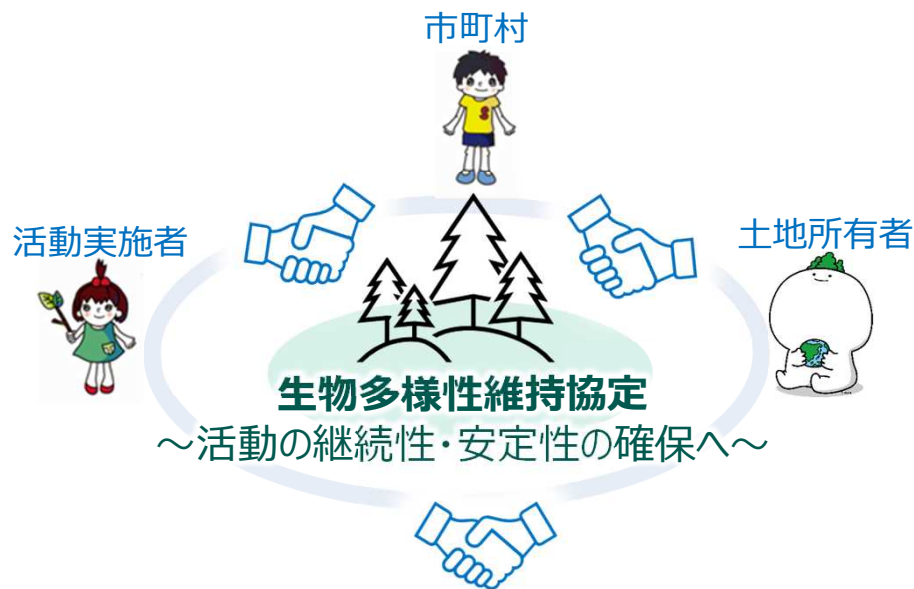 市町村
活動実施者
土地所有者
生物多様性維持協定
～活動の継続性・安定性の確保へ～